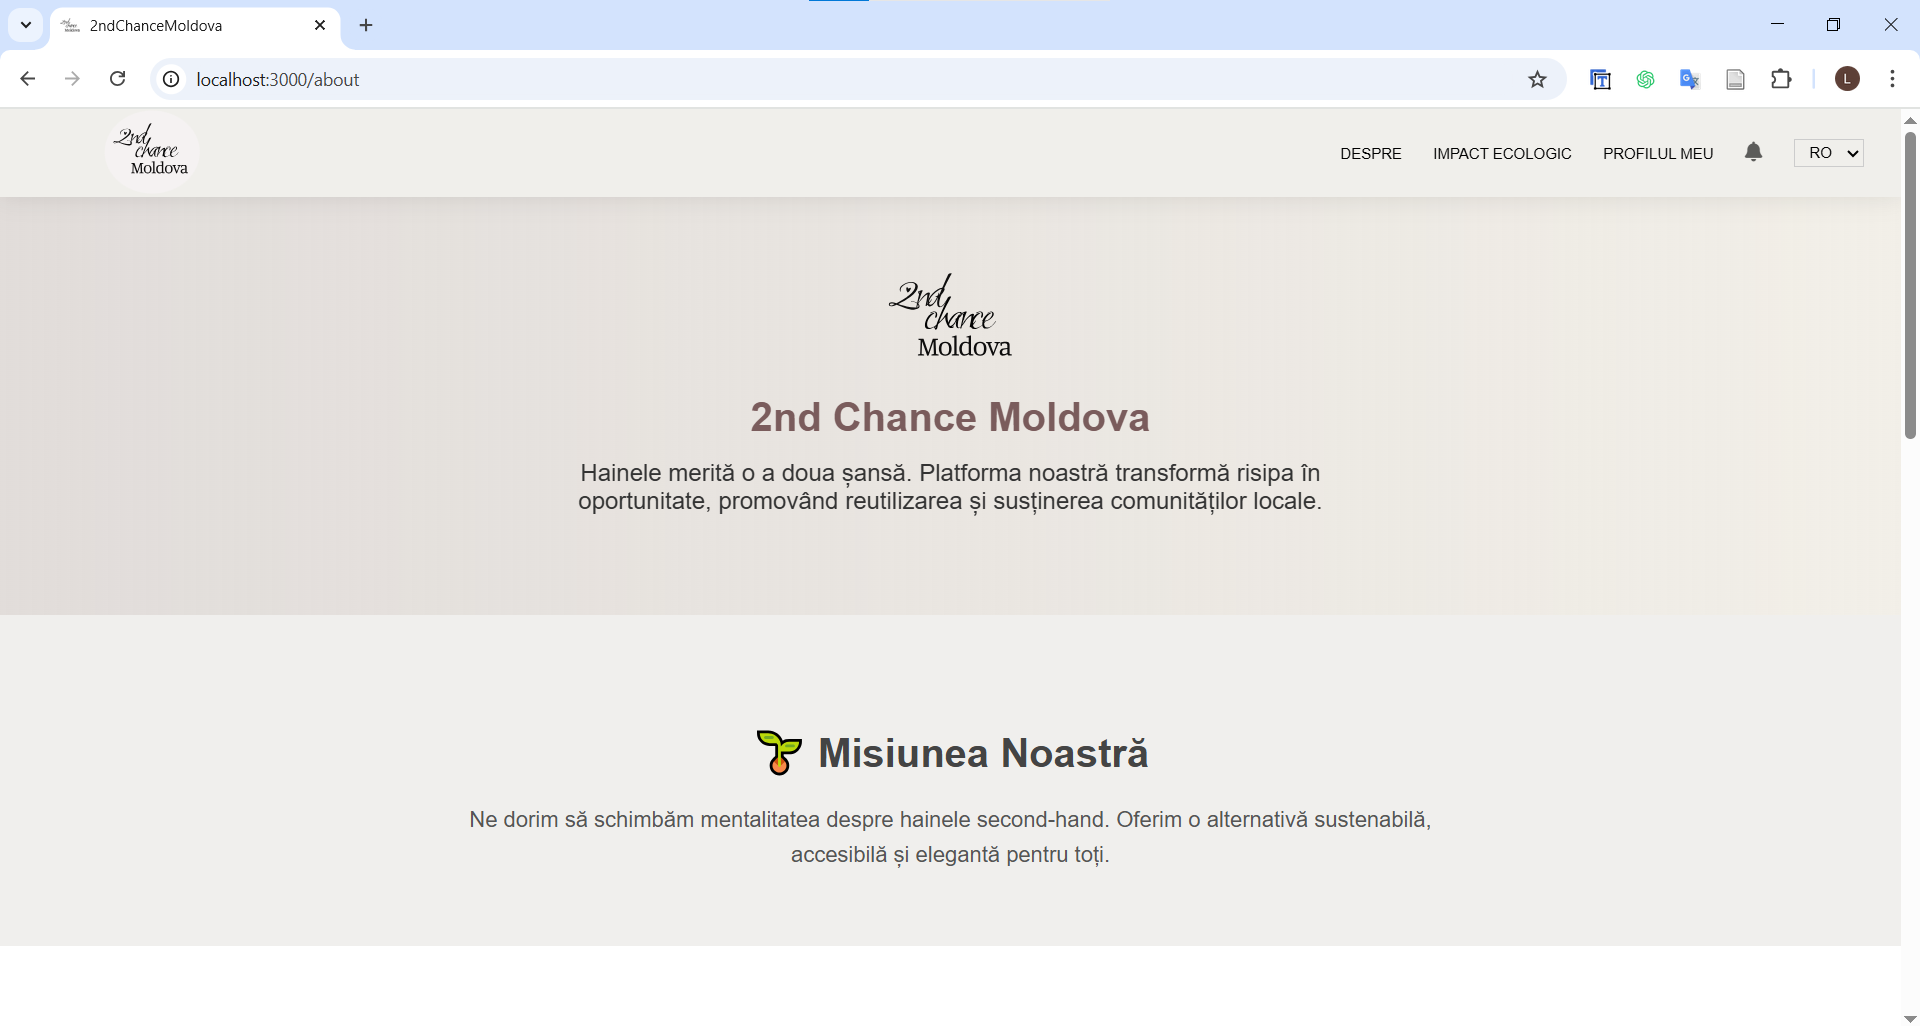 2ndChanceMoldova
localhost:3000/about
L
2nd
chance
Moldova
DESPRE IMPACT ECOLOGIC PROFILUL MEU RO
2nd
chance
Moldova
2nd Chance Moldova
Hainele merită o a doua șansă. Platforma noastră transformă risipa în
oportunitate, promovând reutilizarea și susținerea comunităților locale.
Misiunea Noastră
Ne dorim să schimbăm mentalitatea despre hainele second-hand. Oferim o alternativă sustenabilă,
accesibilă și elegantă pentru toți.